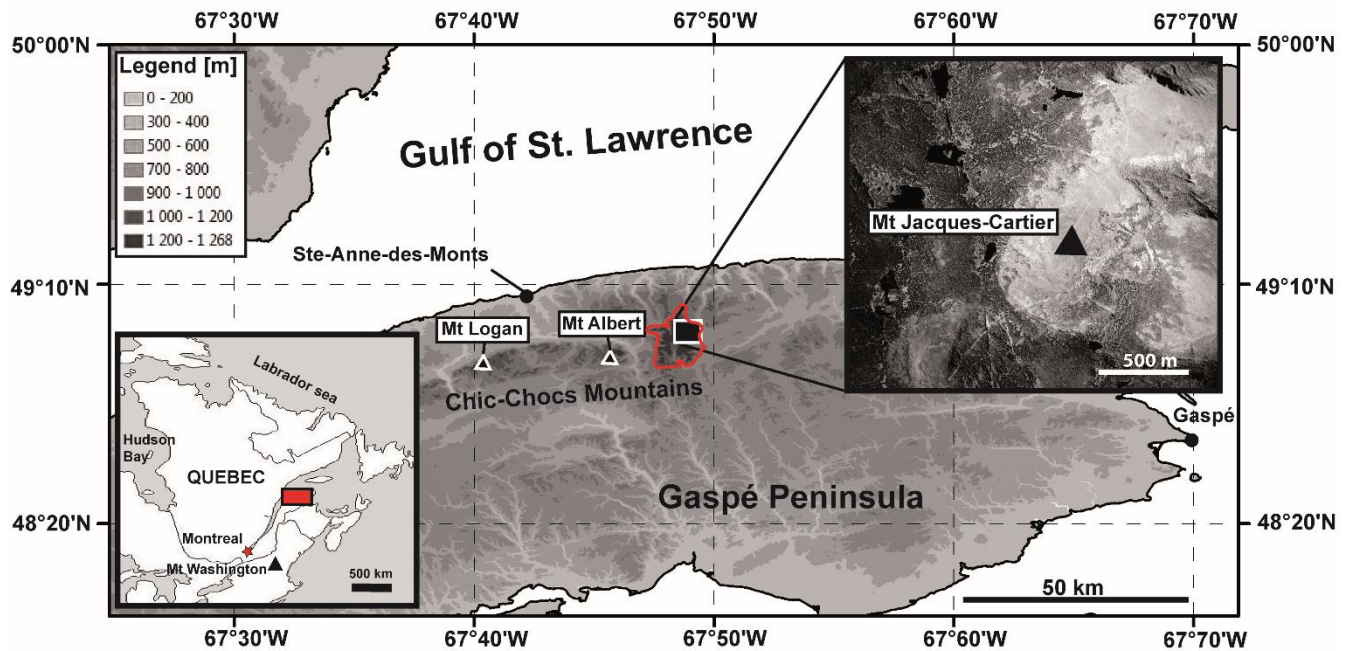 67°30'W 67°40'W 67°50'W 67°60'W 67°70'W
50°00'N
50°00'N
Legend [m]
0 - 200
300 - 400
500 - 600
700 - 800
900 - 1 000
1 000 - 1 200
1 200 - 1 268
Gulf of St. Lawrence
Mt Jacques-Cartier
500 m
Ste-Anne-des-Monts
49°10'N
49°10'N
Mt Logan
Mt Albert
Chic-Chocs Mountains
Gaspé
Labrador sea
Hudson
Bay
QUEBEC
Montreal
Mt Washington
500 km
Gaspé Peninsula
48°20'N
48°20'N
50 km
67°30'W 67°40'W 67°50'W 67°60'W 67°70'W